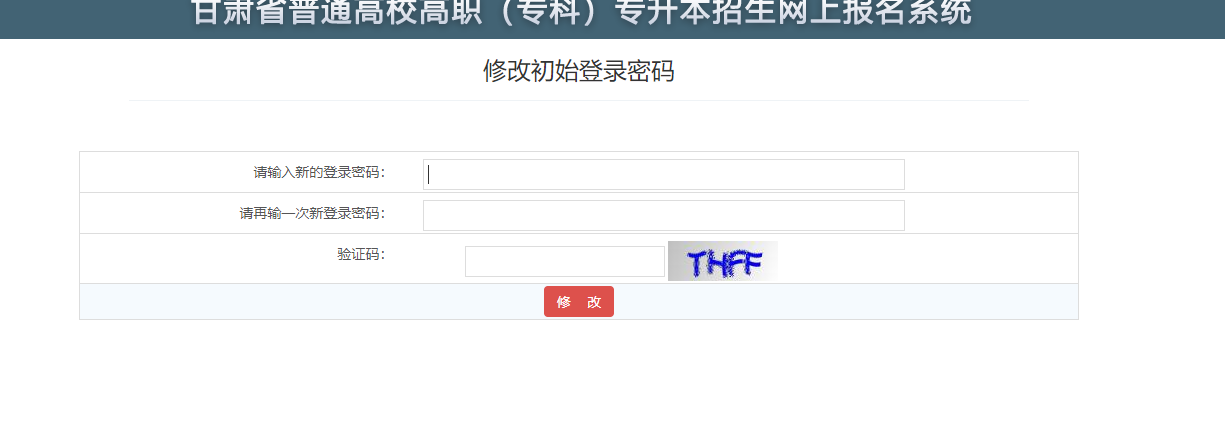 甘肃省普通高校高职（专科）专升本招生网上报名系统
修改初始登录密码
请输入新的登录密码：
请再输一次新登录密码：
验证码： THFF
修 改